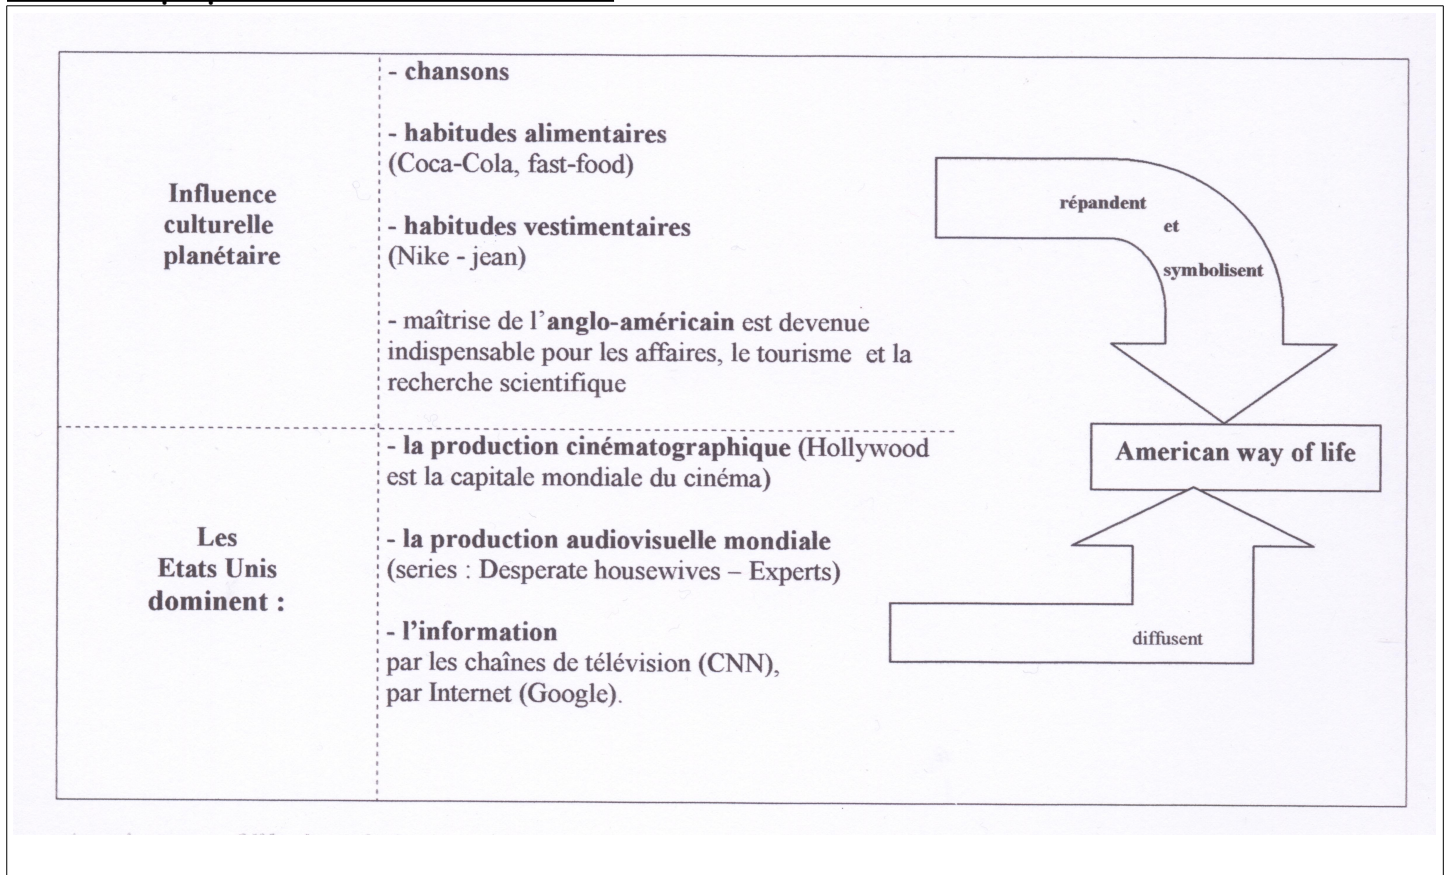 Influence
culturelle
planétaire
- chansons
- habitudes alimentaires
(Coca-Cola, fast-food)
- habitudes vestimentaires
(Nike - jean)
- maîtrise de l'anglo-américain est devenue
indispensable pour les affaires, le tourisme et la
recherche scientifique
répandent
et
symbolisent
American way of life
Les
Etats Unis
dominent :
- la production cinématographique (Hollywood
est la capitale mondiale du cinéma)
- la production audiovisuelle mondiale
(series : Desperate housewives – Experts)
- l'information
par les chaînes de télévision (CNN),
par Internet (Google).
diffusent